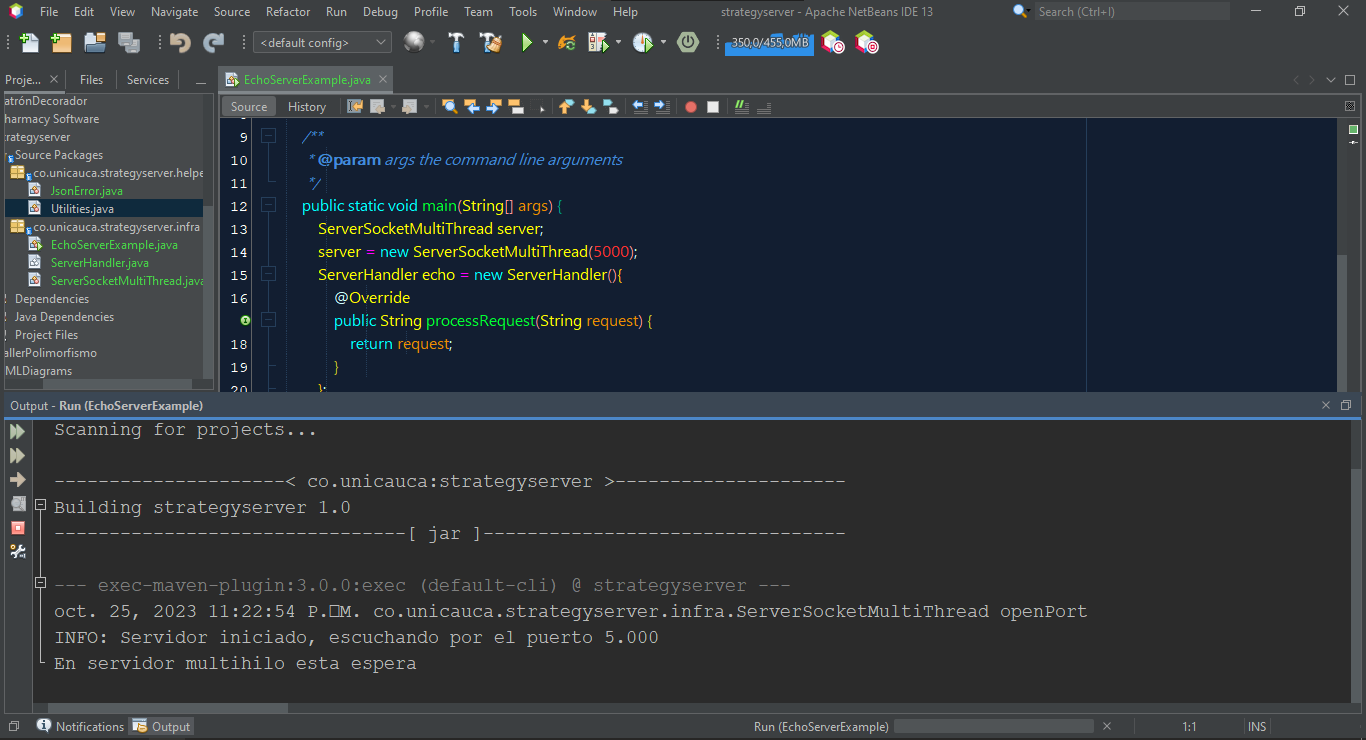 File Edit View Navigate Source Refactor Run Debug Profile Team Tools Window Help strategyserver - Apache NetBeans IDE 13 Search (Ctrl+I)
<default config> 350,0/455,0MB
Proje... Files Services EchoServerExample.java
Source History
atrónDecorador
harmacy Software
rategyserver
Source Packages
co.unicauca.strategyserver.helpe
JsonError.java
Utilities.java
co.unicauca.strategyserver.infra
EchoServerExample.java
ServerHandler.java
ServerSocketMultiThread.java
Dependencies
Java Dependencies
Project Files
allerPolimorfismo
MLDiagrams
9 /**
10 * @param args the command line arguments
11 */
12 public static void main(String[] args) {
13 ServerSocketMultiThread server;
14 server = new ServerSocketMultiThread(5000);
15 ServerHandler echo = new ServerHandler(){
16 @Override
public String processRequest(String request) {
18 return request;
19 }
20 };
Output - Run (EchoServerExample)
Scanning for projects...
---------------------< co.unicauca:strategyserver >---------------------
Building strategyserver 1.0
--------------------------------[ jar ]---------------------------------
--- exec-maven-plugin:3.0.0:exec (default-cli) @ strategyserver ---
oct. 25, 2023 11:22:54 P.□M. co.unicauca.strategyserver.infra.ServerSocketMultiThread openPort
INFO: Servidor iniciado, escuchando por el puerto 5.000
En servidor multihilo esta espera
Notifications Output Run (EchoServerExample) 1:1 INS